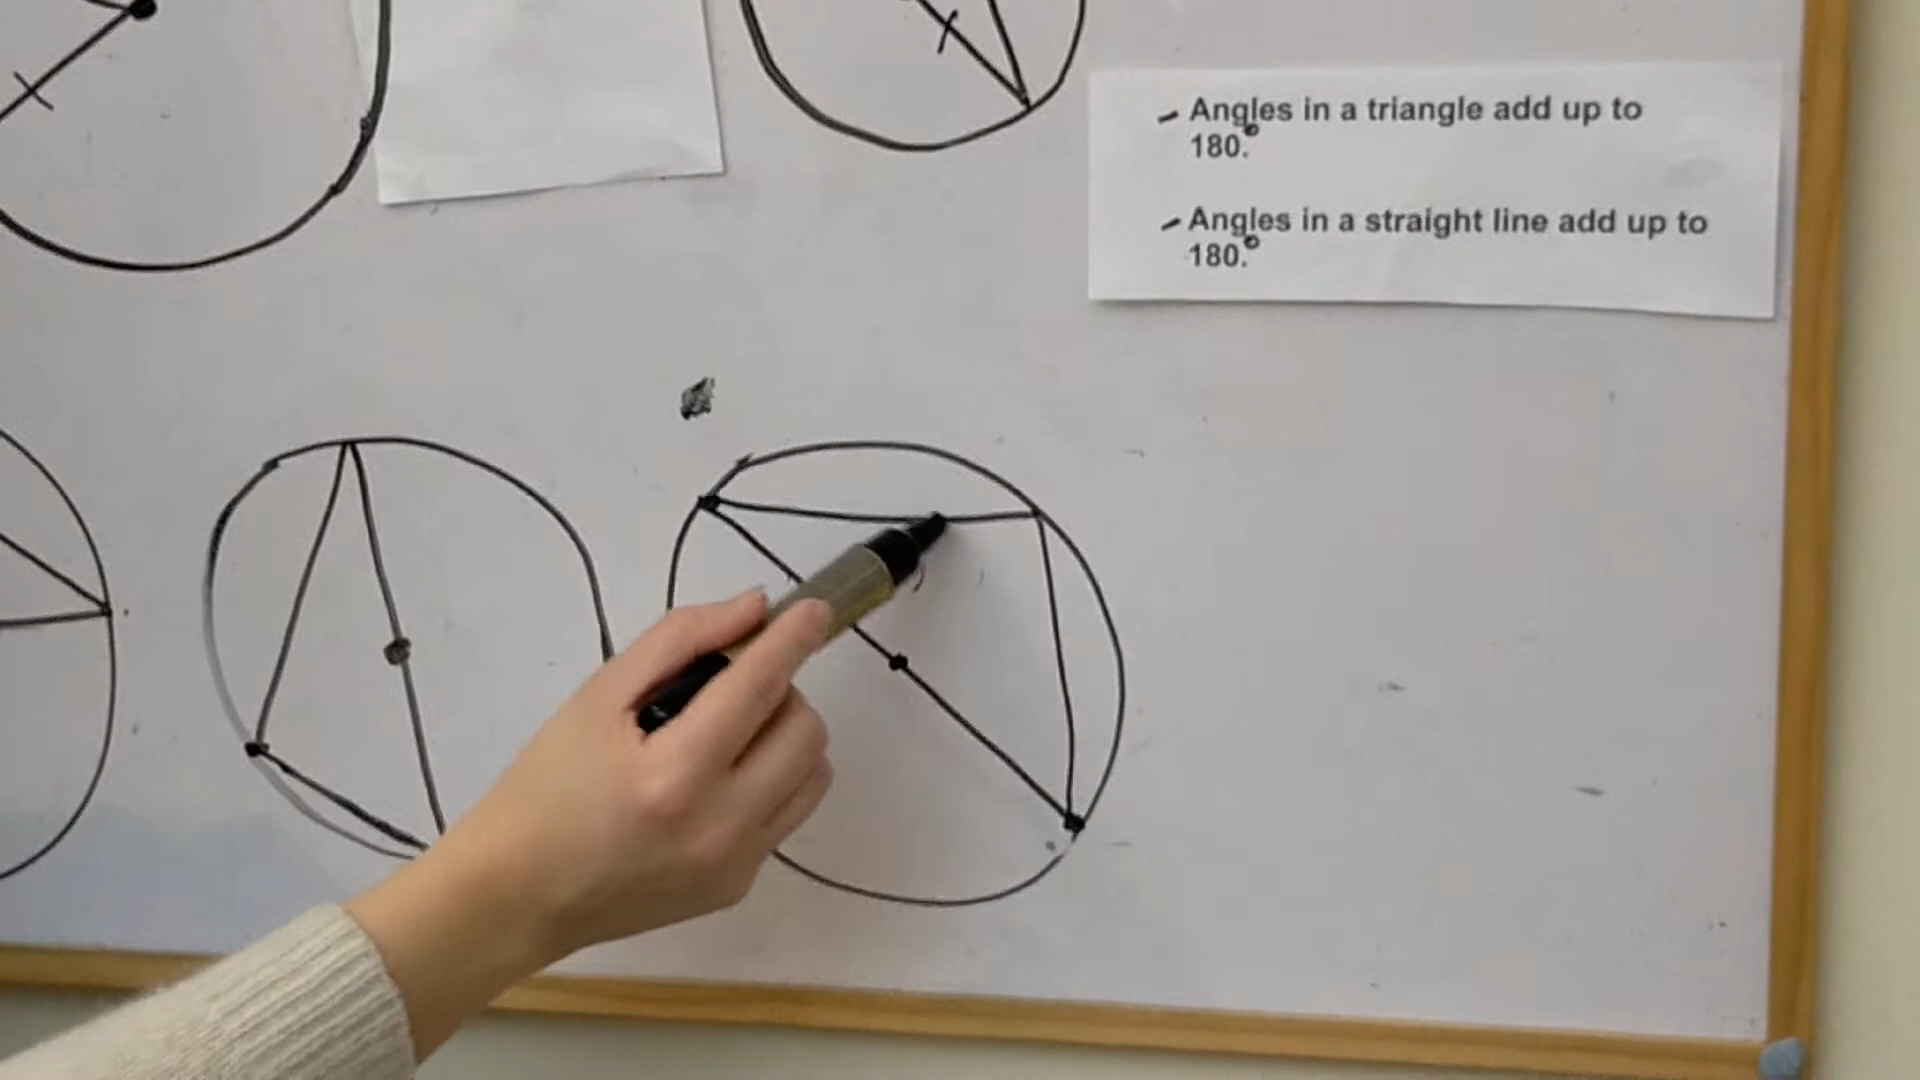 - Angles in a triangle add up to
180.°
- Angles in a straight line add up to
180.°